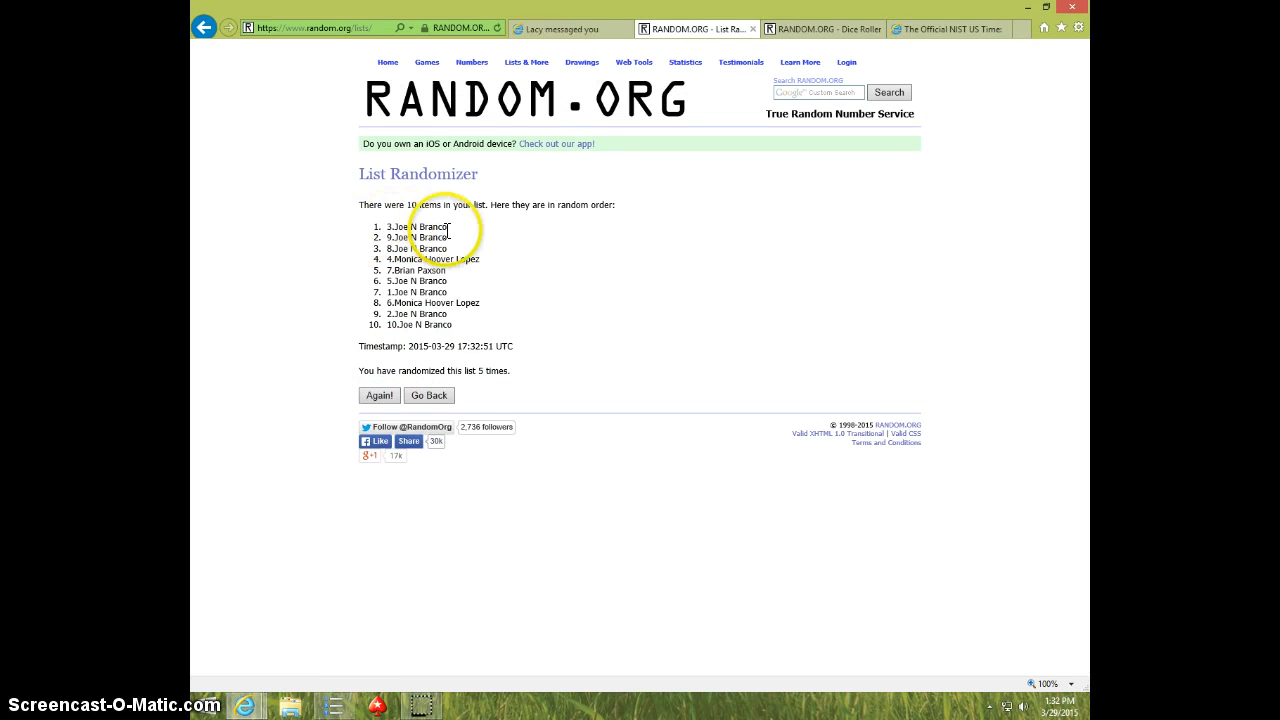 https://www.random.org/lists/
RANDOM.OR...
Lacy messaged you
RANDOM.ORG - List Ra...
RANDOM.ORG - Dice Roller
The Official NIST US Time:
Home Games Numbers Lists & More Drawings Web Tools Statistics Testimonials Learn More Login
RANDOM.ORG
Search RANDOM.ORG
Google™ Custom Search
Search
True Random Number Service
Do you own an iOS or Android device? Check out our app!
List Randomizer
There were 10 items in your list. Here they are in random order:
1. 3.Joe N Branco
2. 9.Joe N Branco
3. 8.Joe N Branco
4. 4.Monica Hoover Lopez
5. 7.Brian Paxson
6. 5.Joe N Branco
7. 1.Joe N Branco
8. 6.Monica Hoover Lopez
9. 2.Joe N Branco
10. 10.Joe N Branco
Timestamp: 2015-03-29 17:32:51 UTC
You have randomized this list 5 times.
Again! Go Back
Follow @RandomOrg 2,736 followers
Like Share 30k
g+1 17k
© 1998-2015 RANDOM.ORG
Valid XHTML 1.0 Transitional | Valid CSS
Terms and Conditions
100%
1:32 PM
3/29/2015
Screencast-O-Matic.com